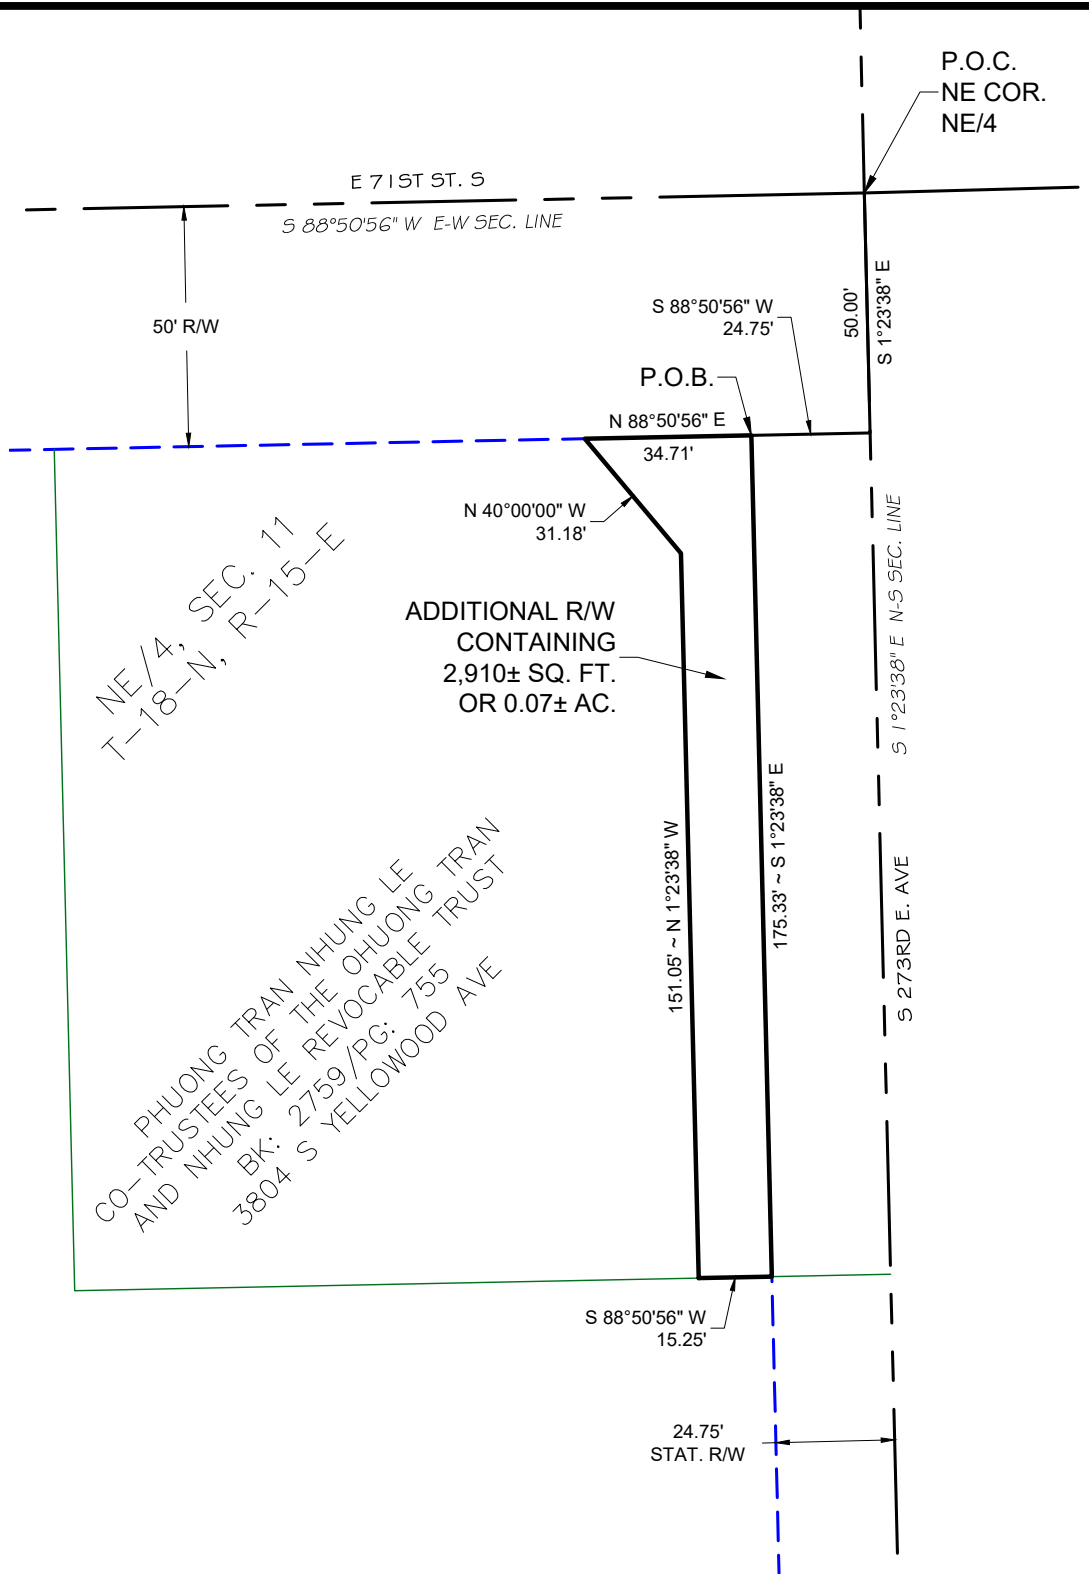 P.O.C.
NE COR.
NE/4
E 71ST ST. S
S 88°50'56" W E-W SEC. LINE
50' R/W
S 88°50'56" W
24.75'
50.00'
S 1°23'38" E
P.O.B.
N 88°50'56" E
34.71'
N 40°00'00" W
31.18'
NE/4, SEC. 11
T-18-N, R-15-E
ADDITIONAL R/W
CONTAINING
2,910± SQ. FT.
OR 0.07± AC.
S 1°23'38" E N-S SEC. LINE
151.05' ~ N 1°23'38" W
175.33' ~ S 1°23'38" E
S 273RD E. AVE
PHUONG TRAN NHUNG LE
CO-TRUSTEES OF THE OHUONG TRAN
AND NHUNG LE REVOCABLE TRUST
BK: 2759/PG: 755
3804 S YELLOWOOD AVE
S 88°50'56" W
15.25'
24.75'
STAT. R/W